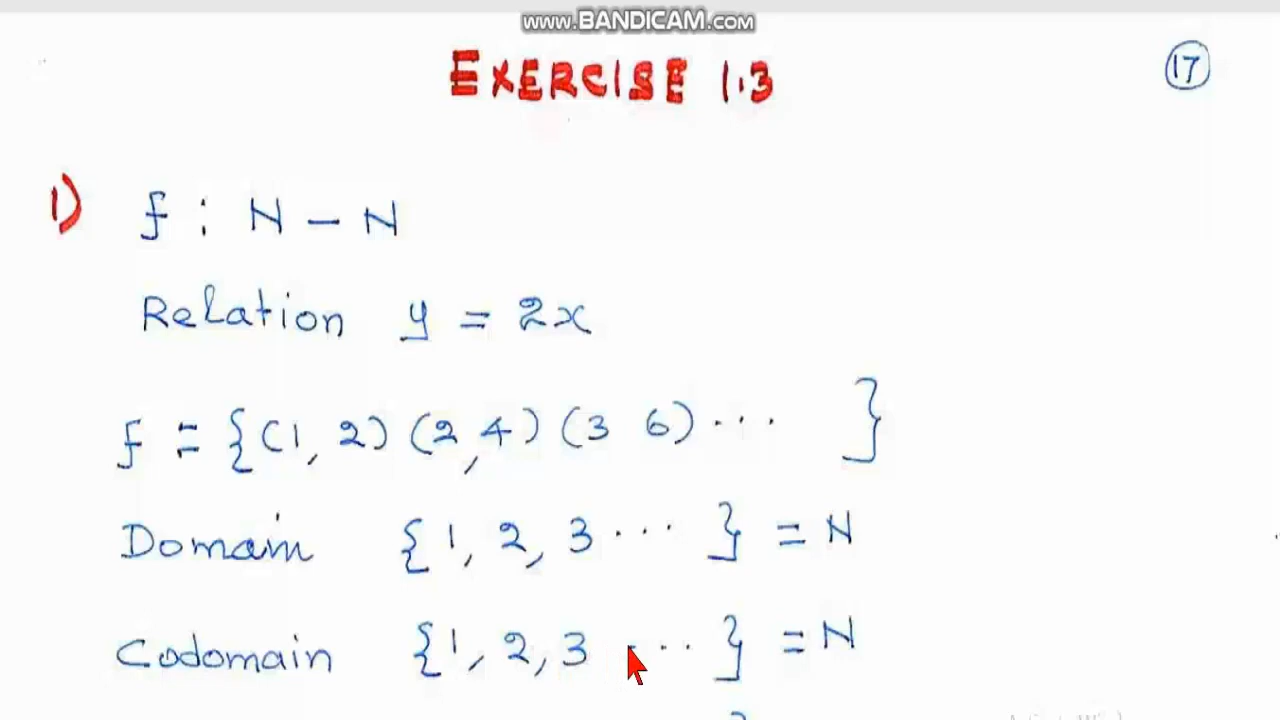 www.BANDICAM.com
EXERCISE 1.3
17
1) f : N - N
Relation y = 2x
f = {(1, 2) (2, 4) (3 6) ... }
Domain {1, 2, 3 ... } = N
Codomain {1, 2, 3 ... } = N